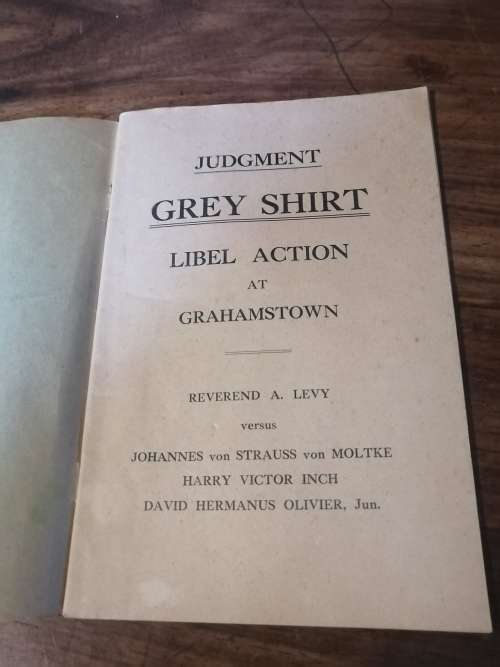 JUDGMENT
GREY SHIRT
LIBEL ACTION
AT
GRAHAMSTOWN
REVEREND A. LEVY
versus
JOHANNES von STRAUSS von MOLTKE
HARRY VICTOR INCH
DAVID HERMANUS OLIVIER, Jun.